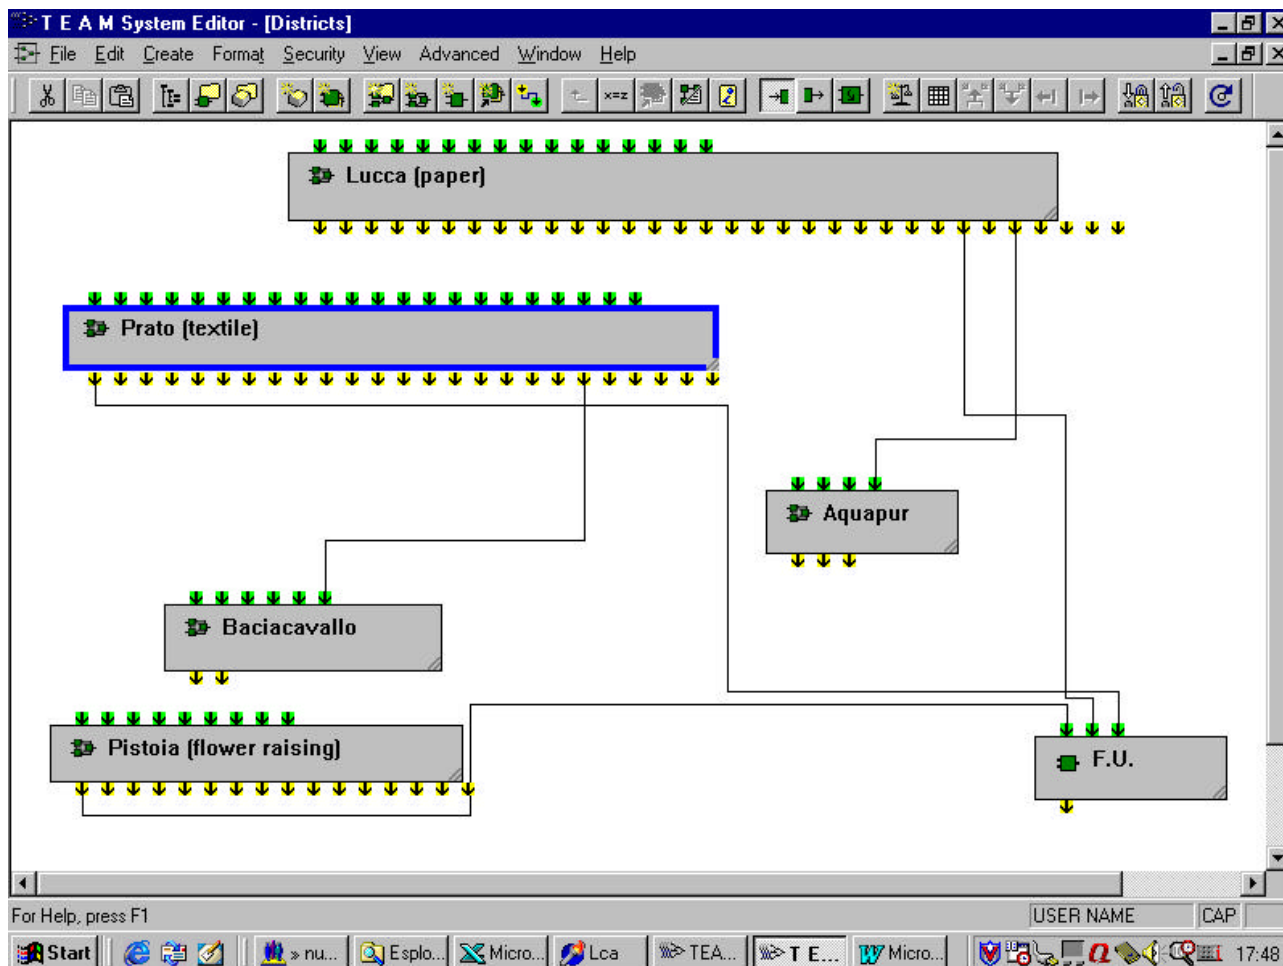 T E A M System Editor - [Districts]
File Edit Create Format Security View Advanced Window Help
x=z
Lucca (paper)
Prato (textile)
Aquapur
Baciacavallo
Pistoia (flower raising)
F.U.
For Help, press F1
USER NAME CAP
Start » nu... Esplo... Micro... Lca TEA... T E... Micro... 17:48